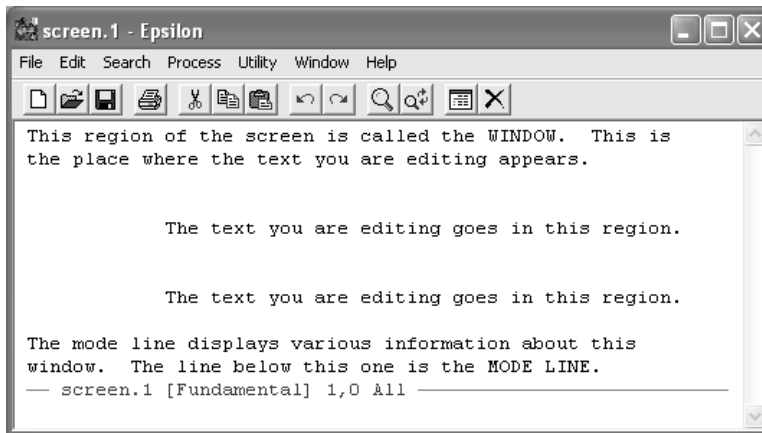 screen.1 - Epsilon
File Edit Search Process Utility Window Help
This region of the screen is called the WINDOW.  This is
the place where the text you are editing appears.
The text you are editing goes in this region.
The text you are editing goes in this region.
The mode line displays various information about this
window.  The line below this one is the MODE LINE.
screen.1 [Fundamental] 1,0 All